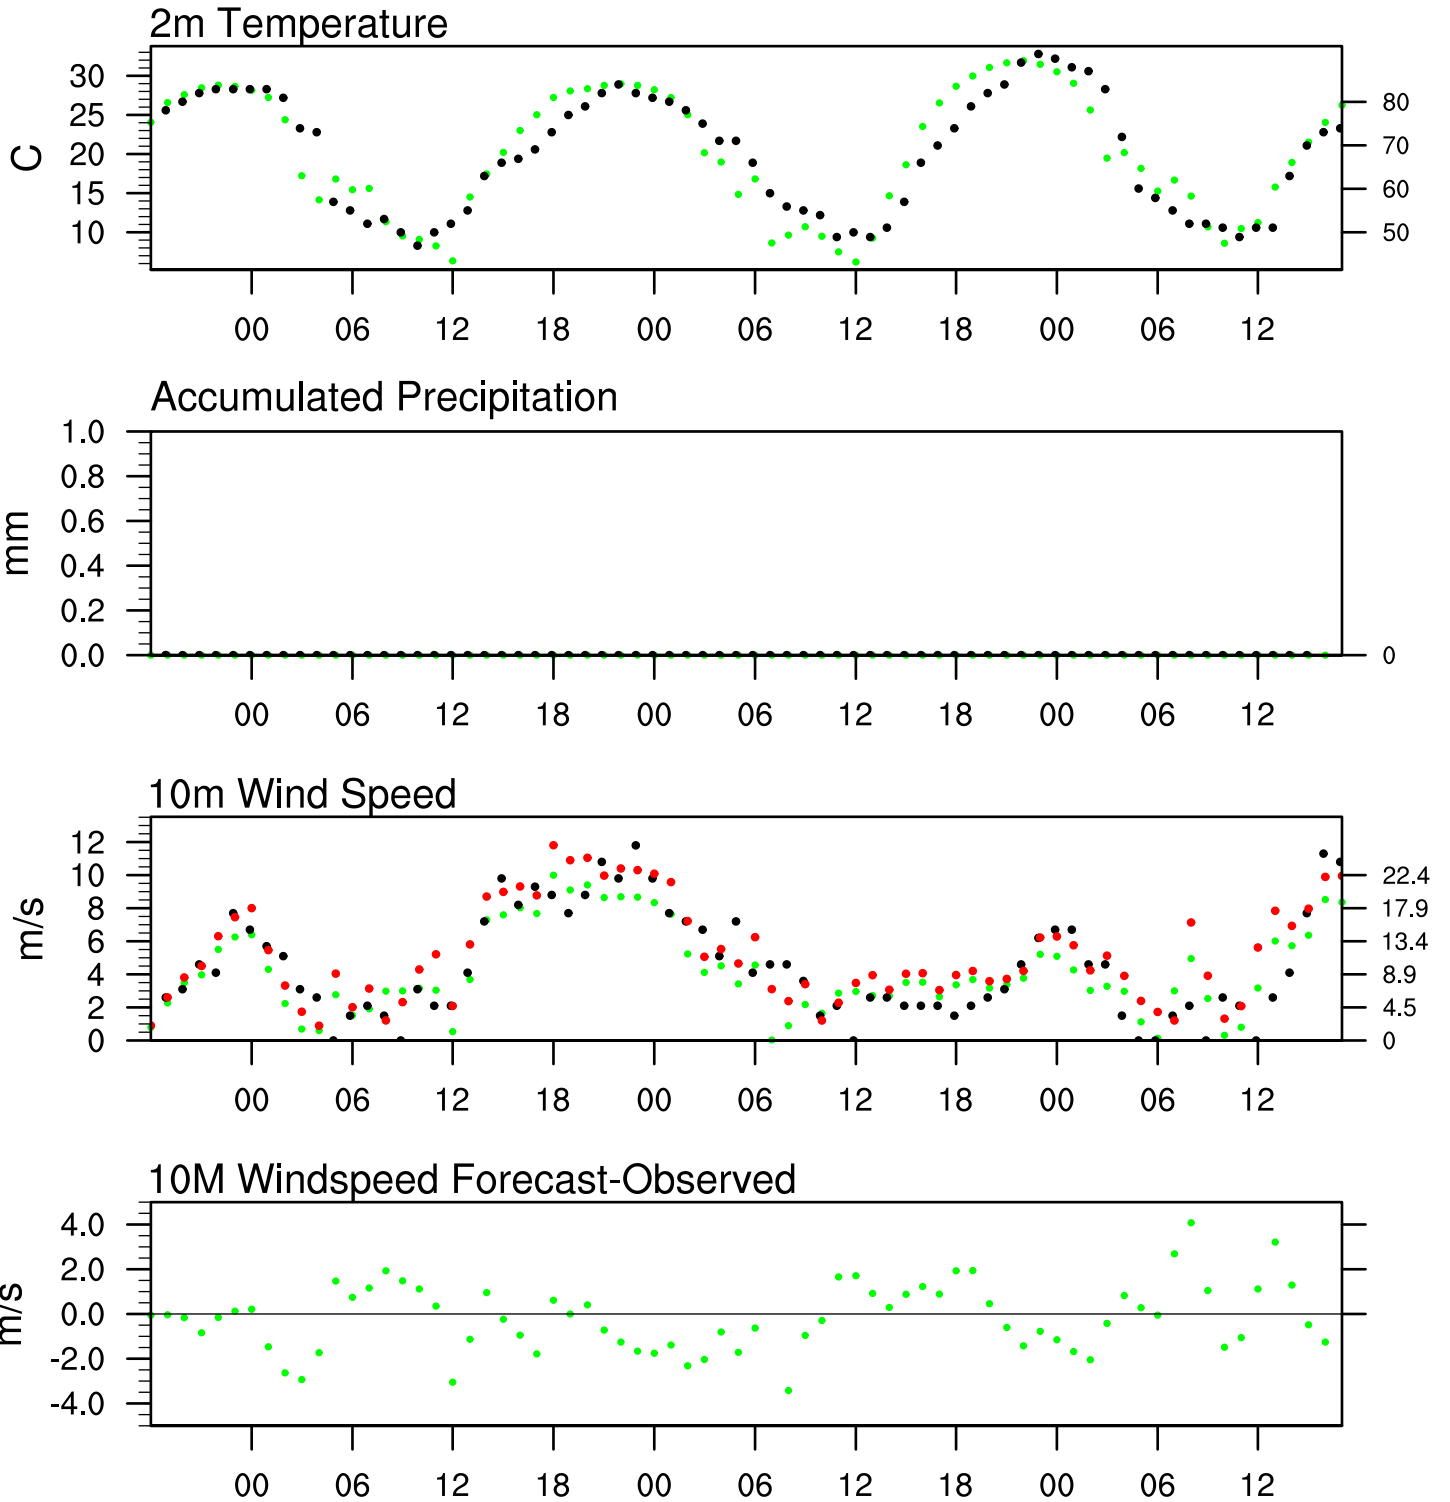 2m Temperature
30
25
20
15
10
C
80
70
60
50
00 06 12 18 00 06 12 18 00 06 12
Accumulated Precipitation
1.0
0.8
0.6
0.4
0.2
0.0
mm
0
00 06 12 18 00 06 12 18 00 06 12
10m Wind Speed
12
10
8
6
4
2
0
m/s
22.4
17.9
13.4
8.9
4.5
0
00 06 12 18 00 06 12 18 00 06 12
10M Windspeed Forecast-Observed
4.0
2.0
0.0
-2.0
-4.0
m/s
00 06 12 18 00 06 12 18 00 06 12